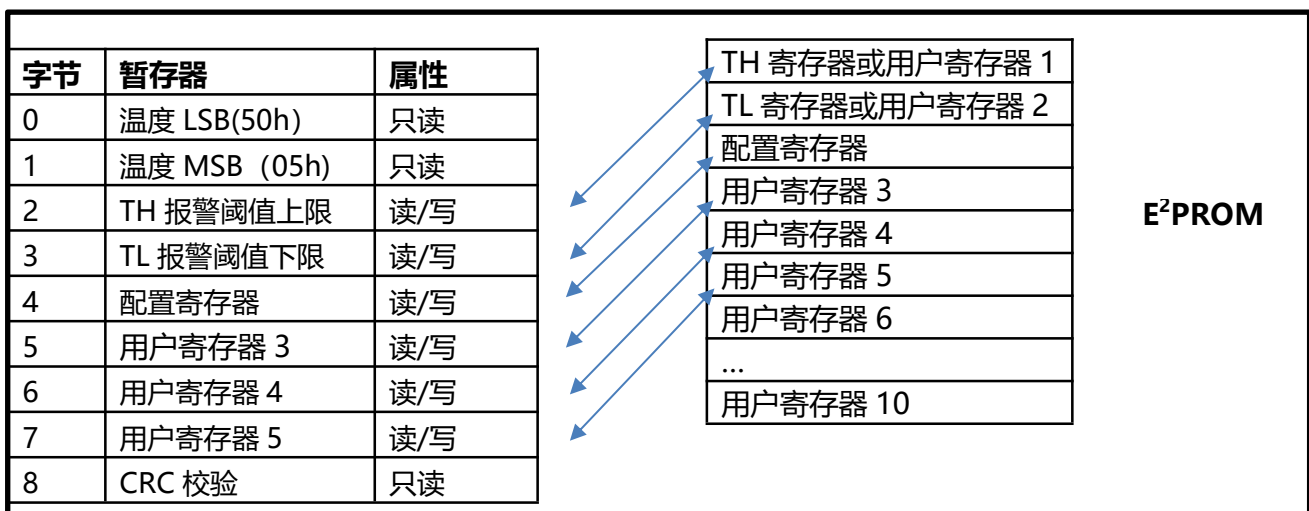 字节 暂存器 属性
0 温度 LSB(50h)
只读
1 温度 MSB（05h) 只读
2 TH 报警阈值上限 读/写
3 TL 报警阈值下限 读/写
4 配置寄存器 读/写
5 用户寄存器 3 读/写
6 用户寄存器 4 读/写
7 用户寄存器 5 读/写
8 CRC 校验 只读
TH 寄存器或用户寄存器 1
TL 寄存器或用户寄存器 2
配置寄存器
用户寄存器 3
用户寄存器 4
用户寄存器 5
用户寄存器 6
…
用户寄存器 10
E²PROM